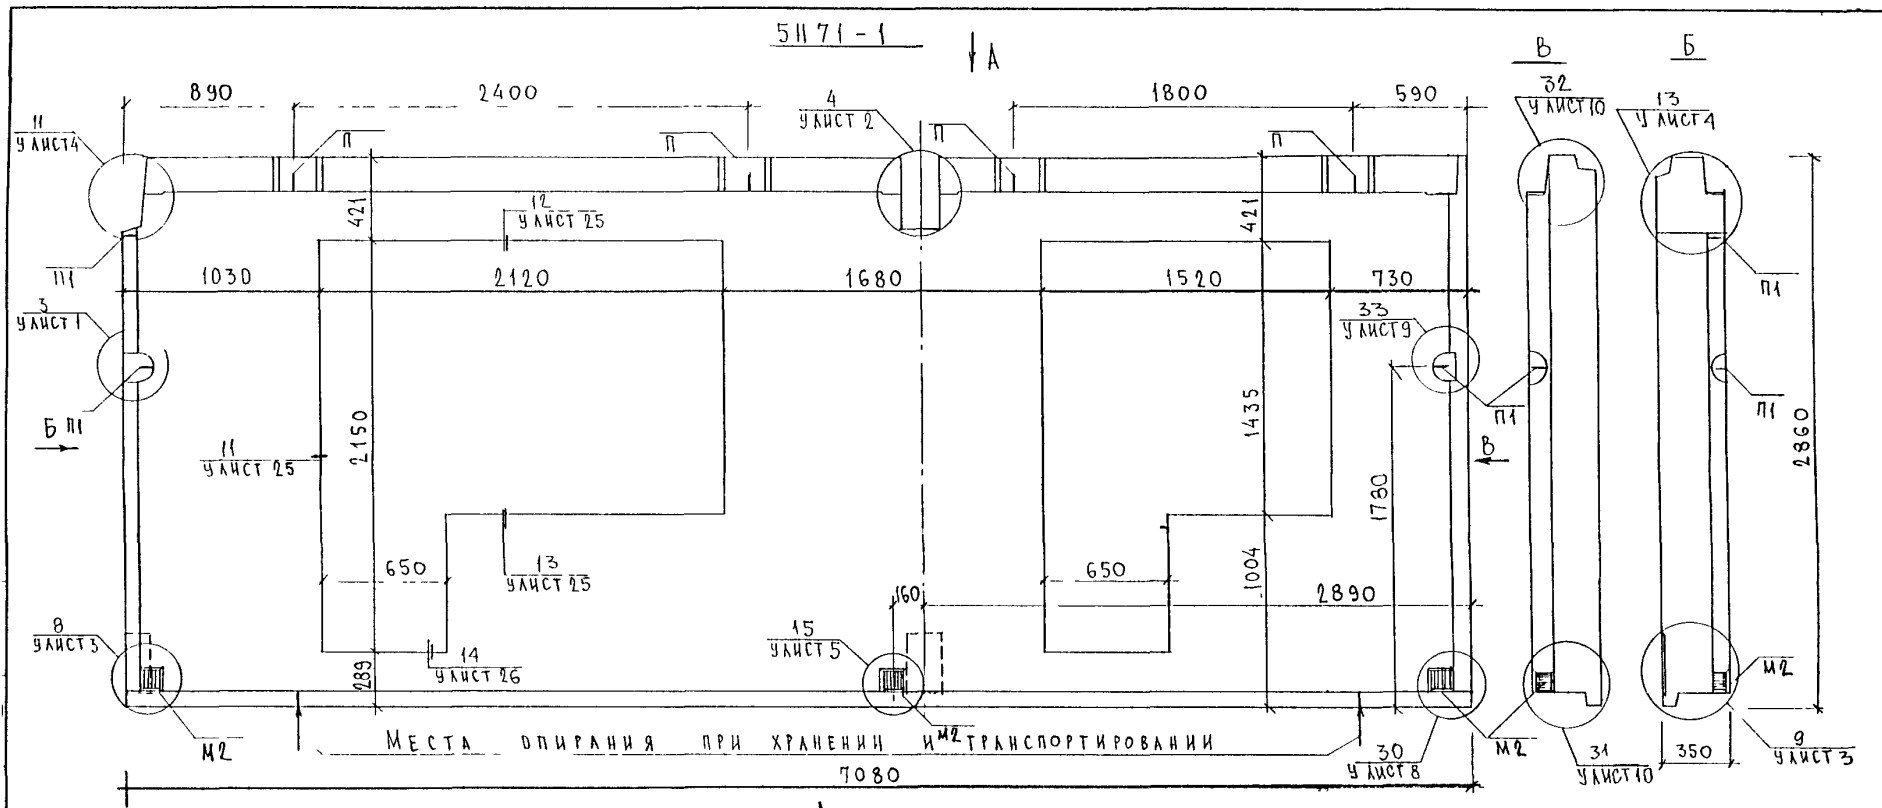 5П71-1
А
В
Б
890
2400
4
У ЛИСТ 2
1800
590
32
У ЛИСТ 10
13
У ЛИСТ 4
11
У ЛИСТ 4
П
П
П
П
421
12
У ЛИСТ 25
421
П1
П1
1030
2120
1680
1520
730
3
У ЛИСТ 1
33
У ЛИСТ 9
Б
П1
2150
11
У ЛИСТ 25
1435
П1
П1
2860
В
1780
650
13
У ЛИСТ 25
650
1004
160
2890
8
У ЛИСТ 3
14
У ЛИСТ 26
289
15
У ЛИСТ 5
М2
М2
М2
М2
МЕСТА ОПИРАНИЯ ПРИ ХРАНЕНИИ И ТРАНСПОРТИРОВАНИИ
30
У ЛИСТ 8
31
У ЛИСТ 10
350
9
У ЛИСТ 3
7080